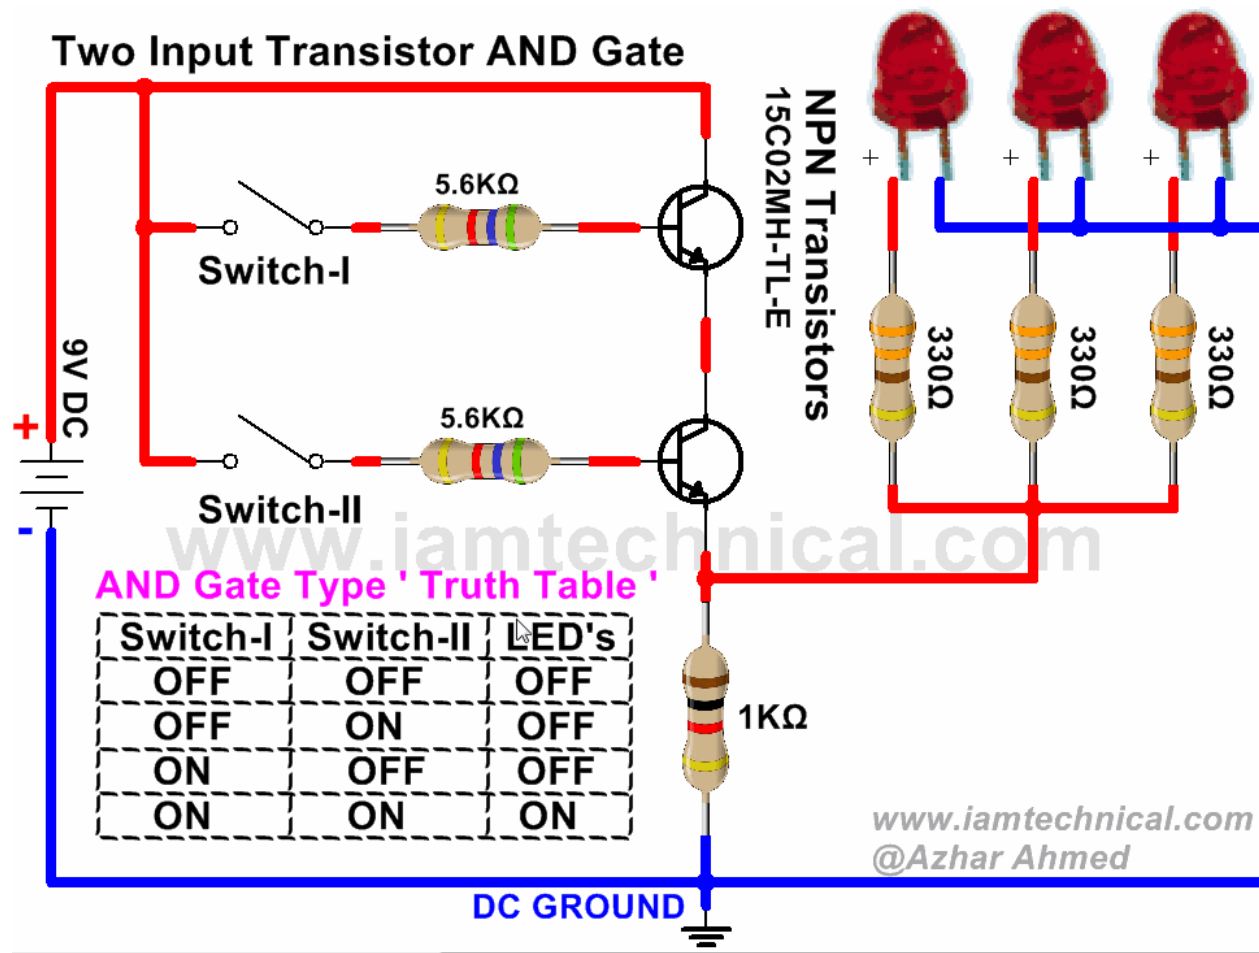 Two Input Transistor AND Gate
NPN Transistors
15C02MH-TL-E
+
+
+
5.6KΩ
Switch-I
330Ω
330Ω
330Ω
9V DC
+
-
5.6KΩ
Switch-II
www.iamtechnical.com
AND Gate Type ' Truth Table '
Switch-I Switch-II LED's
OFF OFF OFF
OFF ON OFF
ON OFF OFF
ON ON ON
1KΩ
www.iamtechnical.com
@Azhar Ahmed
DC GROUND